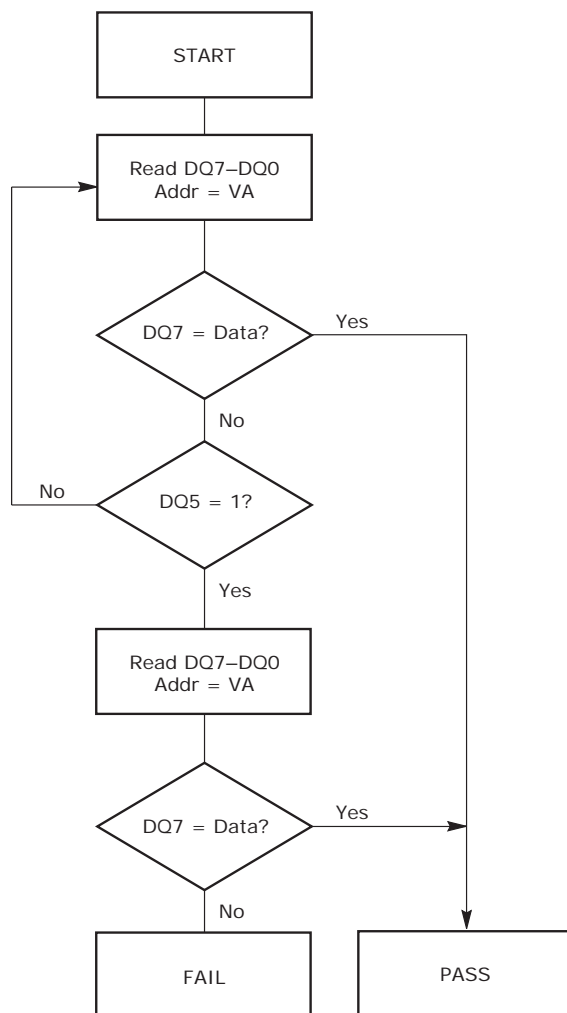 START
Read DQ7–DQ0
Addr = VA
DQ7 = Data?
Yes
No
No
DQ5 = 1?
Yes
Read DQ7–DQ0
Addr = VA
DQ7 = Data?
Yes
No
FAIL
PASS